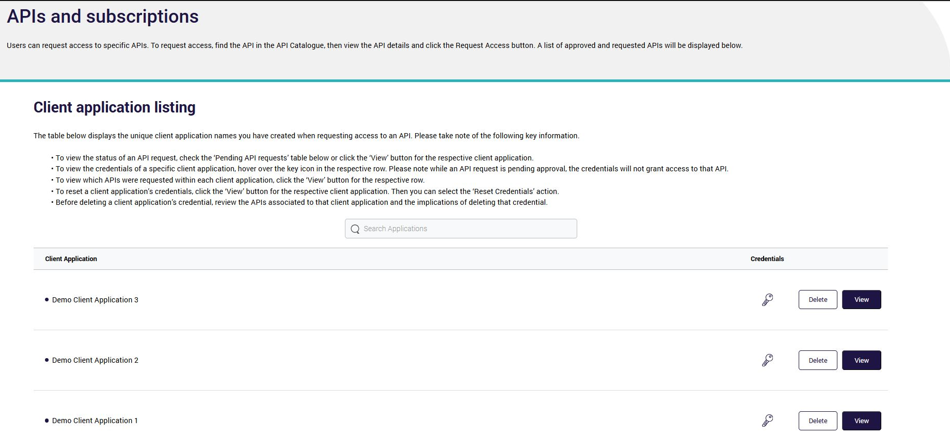 APIs and subscriptions
Users can request access to specific APIs. To request access, find the API in the API Catalogue, then view the API details and click the Request Access button. A list of approved and requested APIs will be displayed below.
Client application listing
The table below displays the unique client application names you have created when requesting access to an API. Please take note of the following key information.
• To view the status of an API request, check the 'Pending API requests' table below or click the 'View' button for the respective client application.
• To view the credentials of a specific client application, hover over the key icon in the respective row. Please note while an API request is pending approval, the credentials will not grant access to that API.
• To view which APIs were requested within each client application, click the 'View' button for the respective row.
• To reset a client application's credentials, click the 'View' button for the respective client application. Then you can select the 'Reset Credentials' action.
• Before deleting a client application's credential, review the APIs associated to that client application and the implications of deleting that credential.
Search Applications
Client Application Credentials
• Demo Client Application 3 Delete View
• Demo Client Application 2 Delete View
• Demo Client Application 1 Delete View